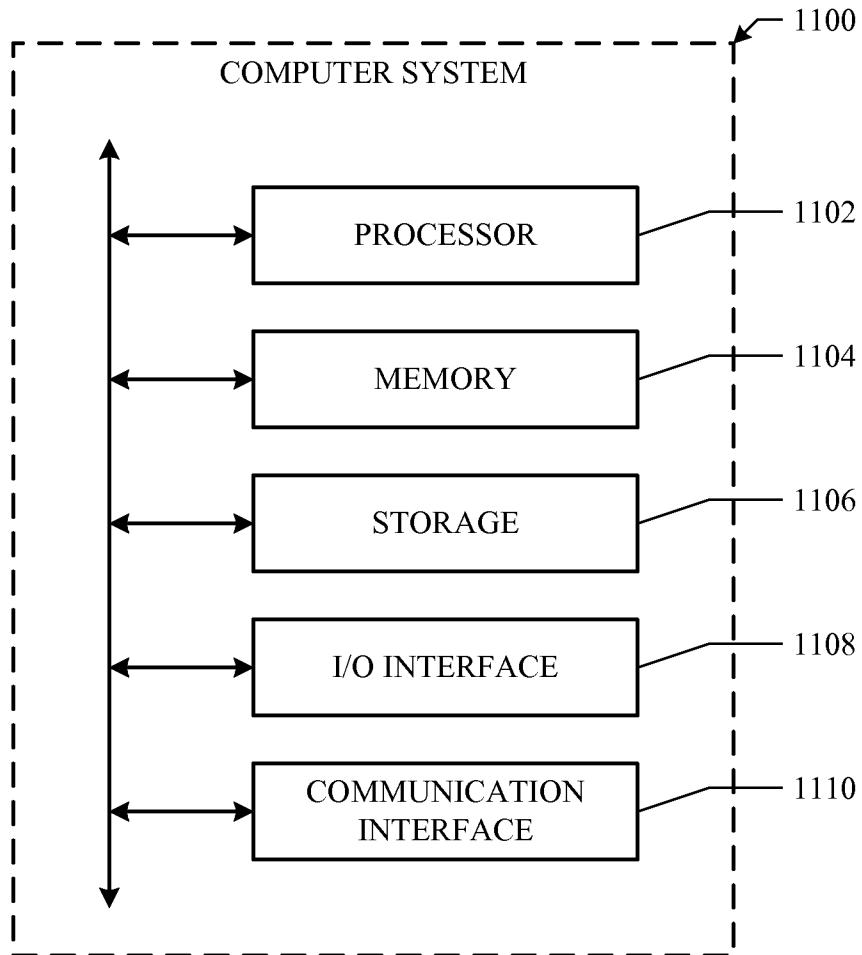 1100
COMPUTER SYSTEM
PROCESSOR
1102
MEMORY
1104
STORAGE
1106
I/O INTERFACE
1108
COMMUNICATION
INTERFACE
1110